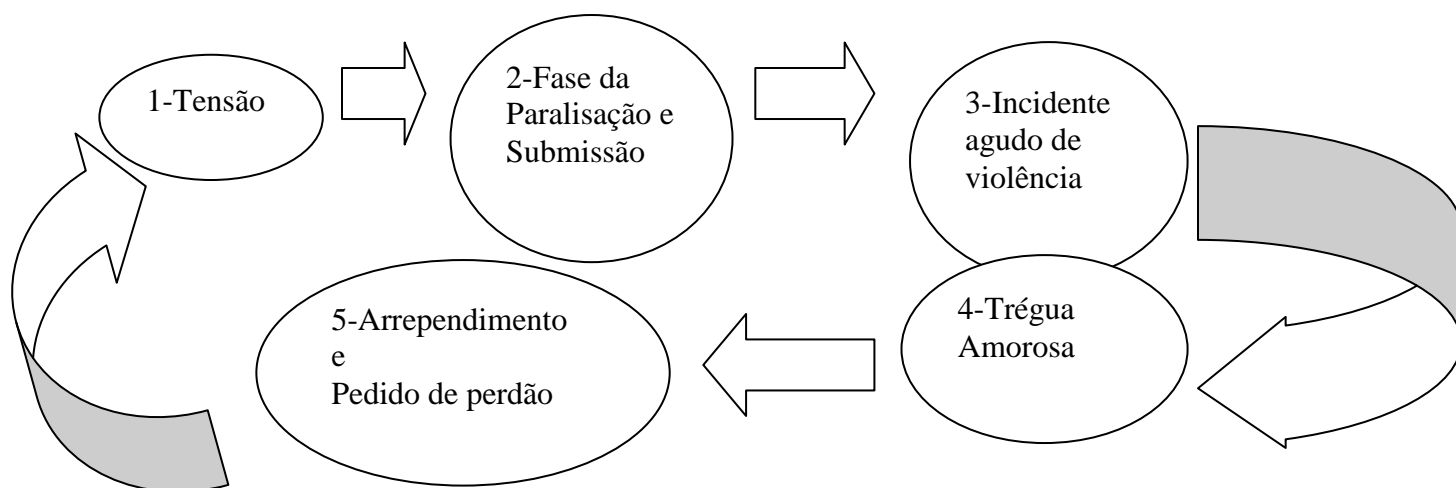 1-Tensão
2-Fase da
Paralisação e
Submissão
3-Incidente
agudo de
violência
4-Trégua
Amorosa
5-Arrependimento
e
Pedido de perdão